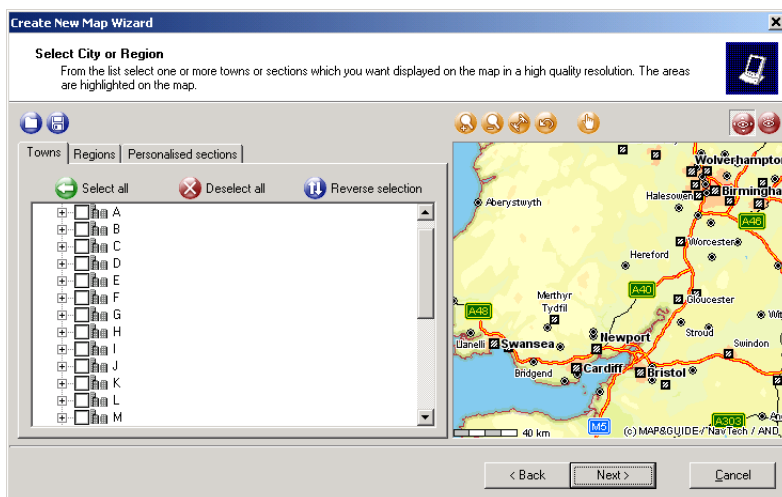 Create New Map Wizard
Select City or Region
From the list select one or more towns or sections which you want displayed on the map in a high quality resolution. The areas
are highlighted on the map.
Towns
Regions
Personalised sections
Select all
Deselect all
Reverse selection
A
B
C
D
E
F
G
H
I
J
K
L
M
Wolverhampto
Birmingha
Halesowen
Aberystwyth
A46
Worcester
Hereford
A40
Merthyr
Tydfil
Gloucester
A48
Stroud
Llanelli
Swansea
Newport
Swindon
Bridgend
Cardiff
Bristol
A303
M5
40 km
(c) MAP&GUIDE / NavTech / AND
< Back
Next >
Cancel